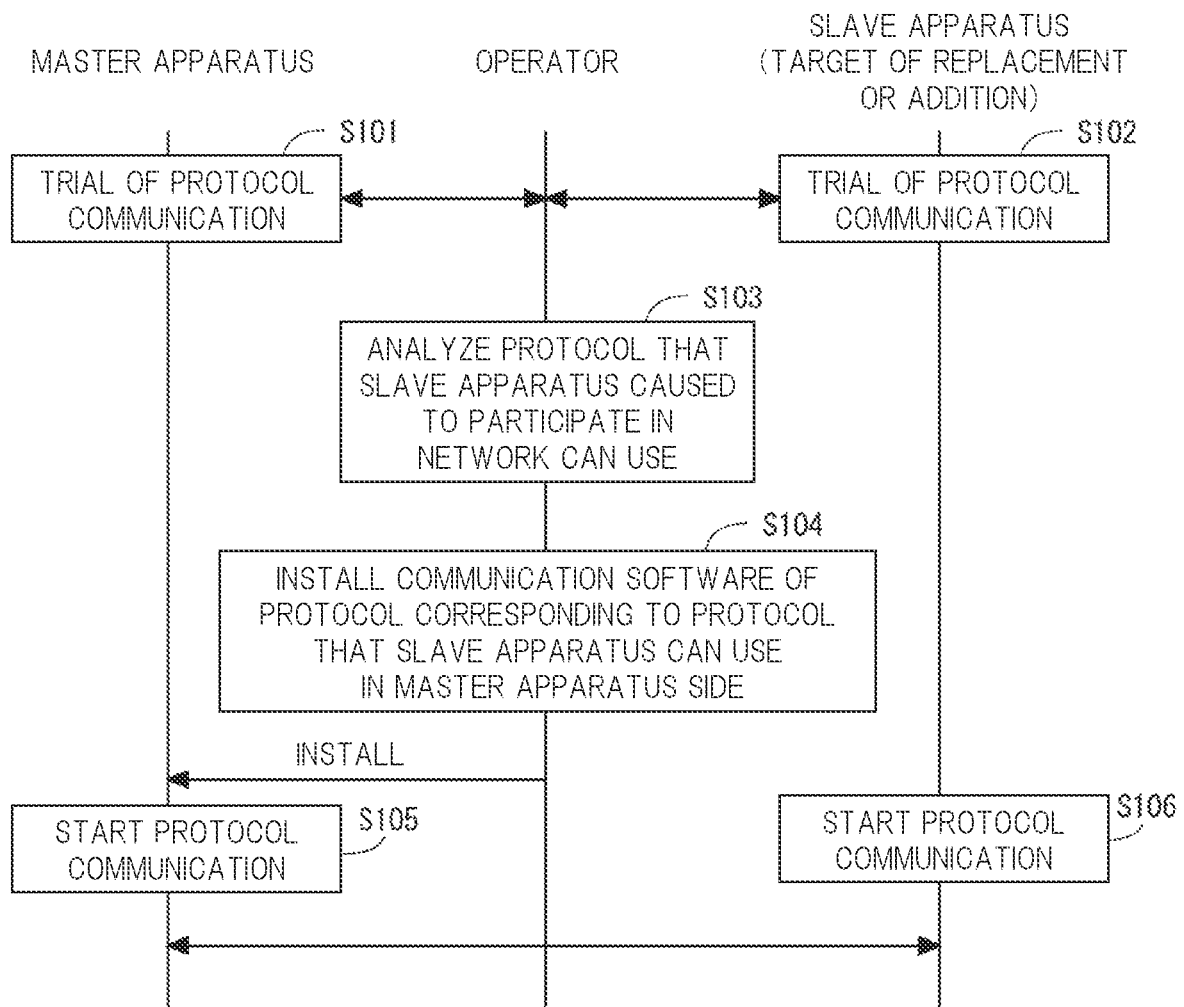 MASTER APPARATUS
OPERATOR
SLAVE APPARATUS
(TARGET OF REPLACEMENT
OR ADDITION)
S101
TRIAL OF PROTOCOL
COMMUNICATION
S102
TRIAL OF PROTOCOL
COMMUNICATION
S103
ANALYZE PROTOCOL THAT
SLAVE APPARATUS CAUSED
TO PARTICIPATE IN
NETWORK CAN USE
S104
INSTALL COMMUNICATION SOFTWARE OF
PROTOCOL CORRESPONDING TO PROTOCOL
THAT SLAVE APPARATUS CAN USE
IN MASTER APPARATUS SIDE
INSTALL
S105
START PROTOCOL
COMMUNICATION
S106
START PROTOCOL
COMMUNICATION